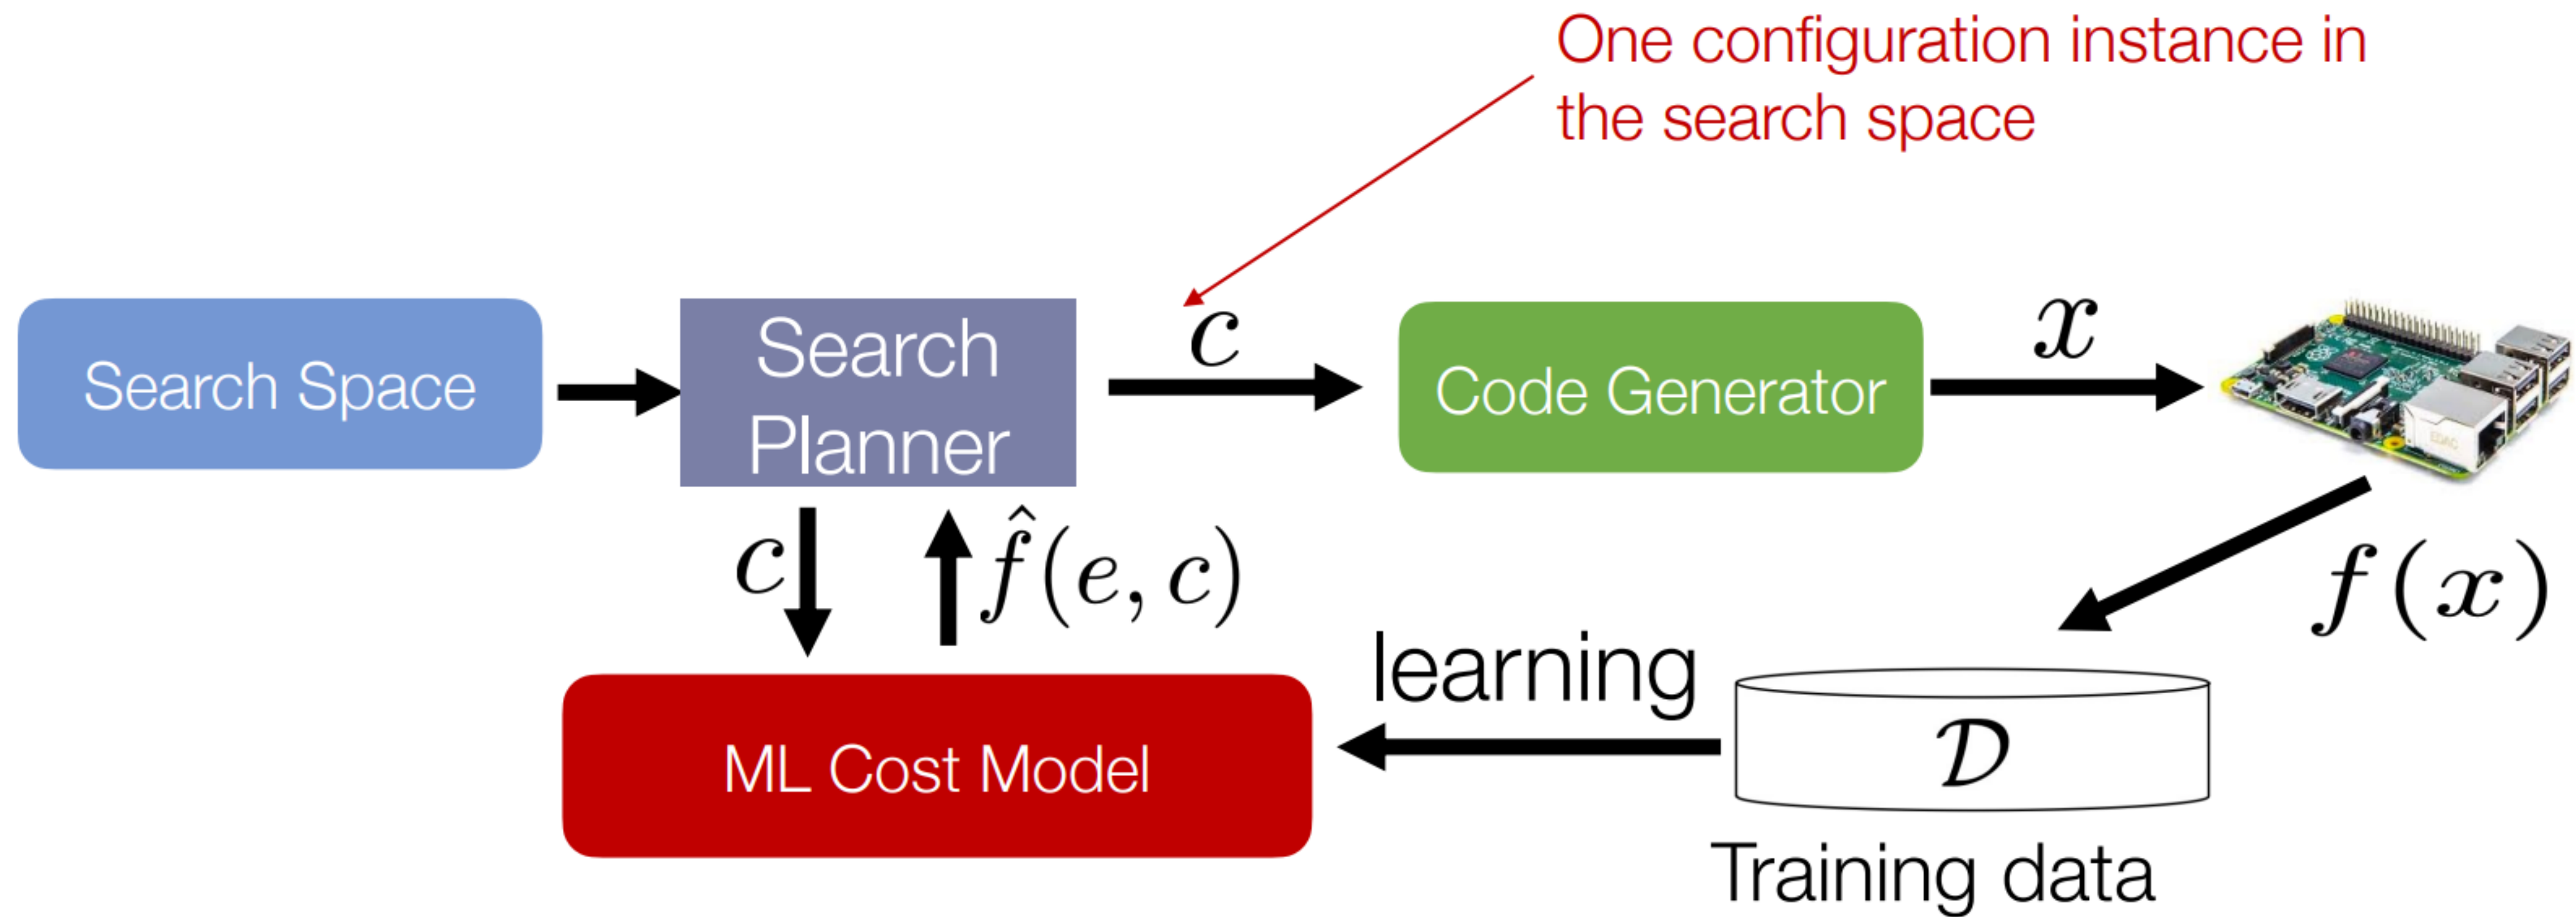 One configuration instance in
the search space
Search Space
Search
Planner
c
Code Generator
x
c
f̂(e, c)
f(x)
learning
ML Cost Model
𝒟
Training data